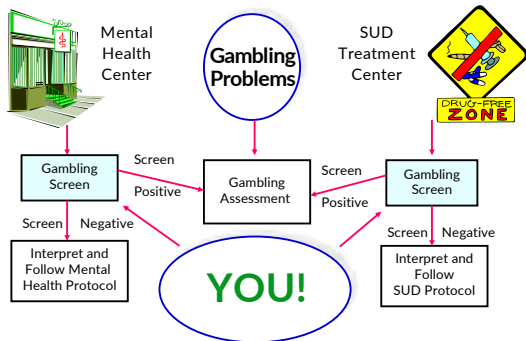 Mental
Health
Center
Gambling
Problems
SUD
Treatment
Center
DRUG-FREE
ZONE
Gambling
Screen
Screen
Positive
Gambling
Assessment
Screen
Positive
Gambling
Screen
Screen Negative
Interpret and
Follow Mental
Health Protocol
YOU!
Screen Negative
Interpret and
Follow
SUD Protocol